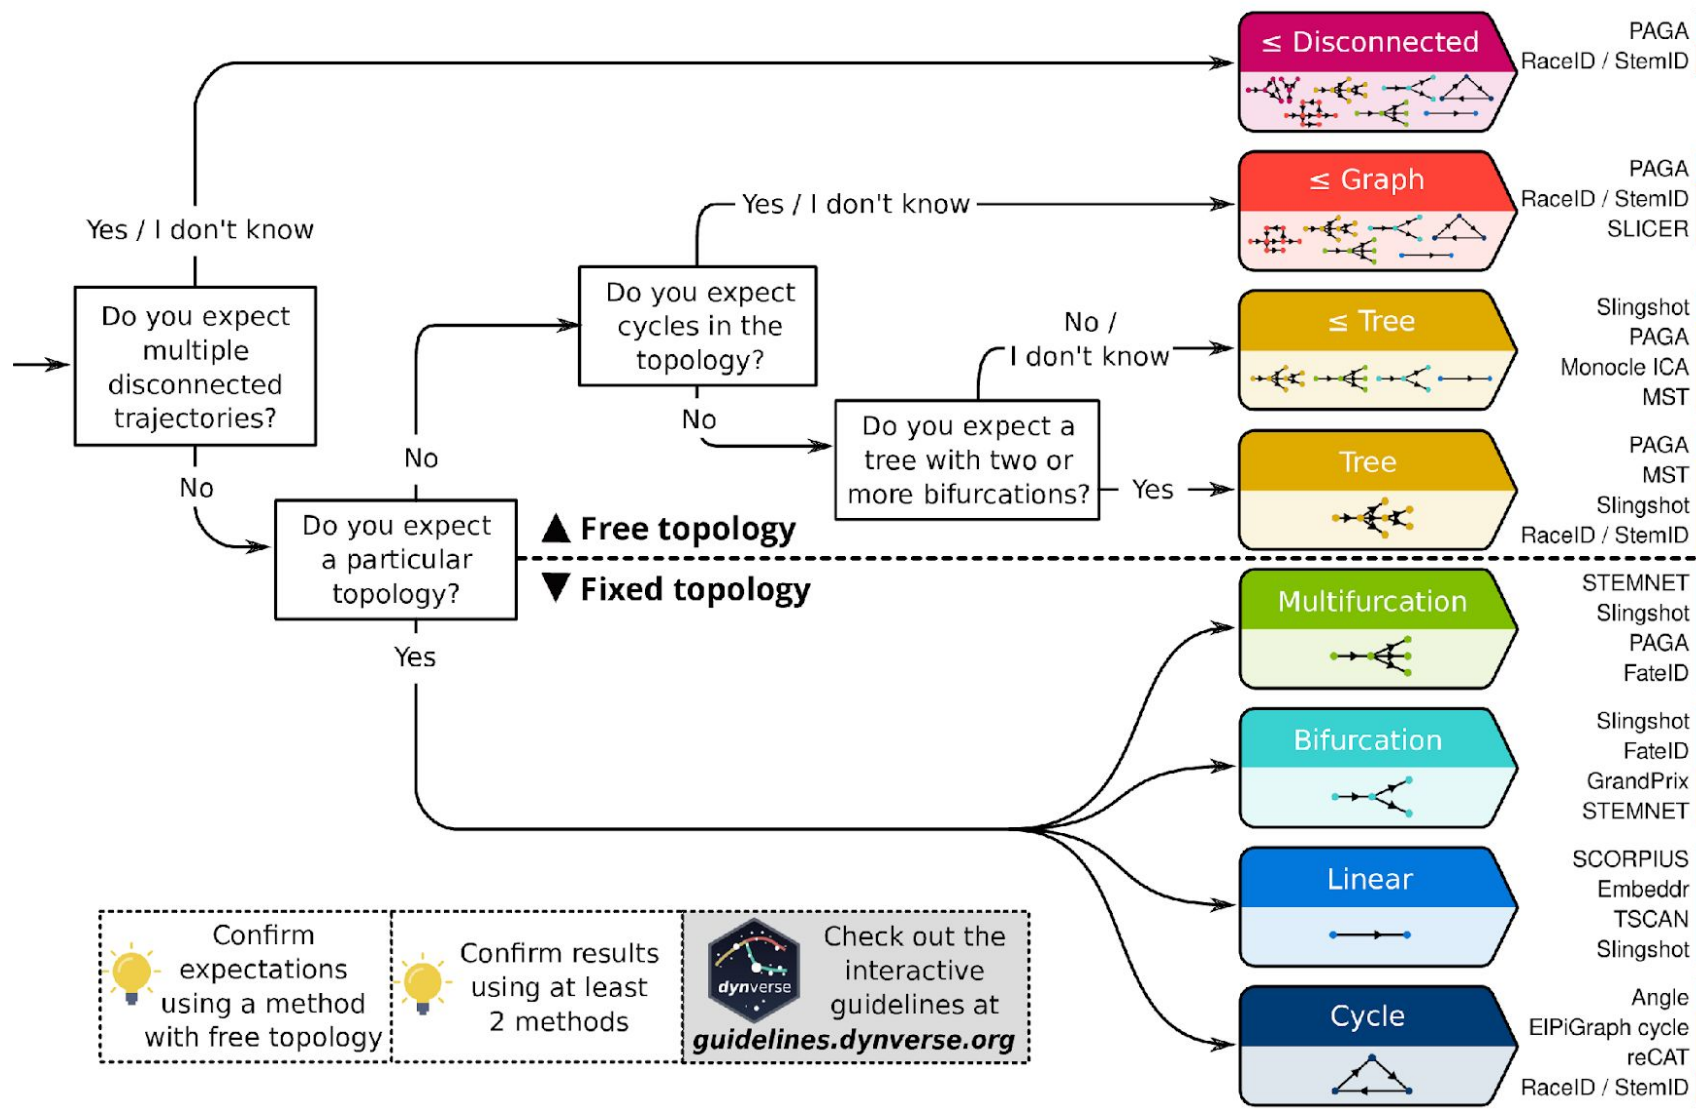 ≤ Disconnected
PAGA
RaceID / StemID
Yes / I don't know
Do you expect
multiple
disconnected
trajectories?
No
Do you expect
a particular
topology?
No
Yes
Do you expect
cycles in the
topology?
Yes / I don't know
No
Do you expect a
tree with two or
more bifurcations?
No /
I don't know
Yes
≤ Graph
PAGA
RaceID / StemID
SLICER
≤ Tree
Slingshot
PAGA
Monocle ICA
MST
Tree
PAGA
MST
Slingshot
RaceID / StemID
▲ Free topology
▼ Fixed topology
Multifurcation
STEMNET
Slingshot
PAGA
FateID
Bifurcation
Slingshot
FateID
GrandPrix
STEMNET
Linear
SCORPIUS
Embeddr
TSCAN
Slingshot
Cycle
Angle
ElPiGraph cycle
reCAT
RaceID / StemID
Confirm
expectations
using a method
with free topology
Confirm results
using at least
2 methods
dynverse
Check out the
interactive
guidelines at
guidelines.dynverse.org